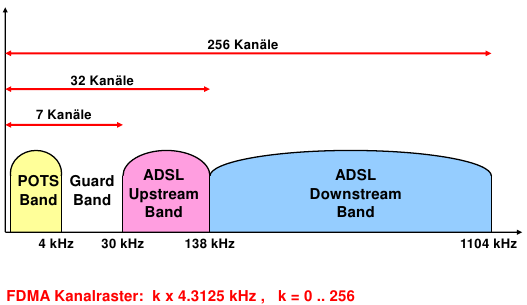 256 Kanäle
32 Kanäle
7 Kanäle
POTS
Band
Guard
Band
ADSL
Upstream
Band
ADSL
Downstream
Band
4 kHz
30 kHz
138 kHz
1104 kHz
FDMA Kanalraster: k x 4.3125 kHz , k = 0 .. 256